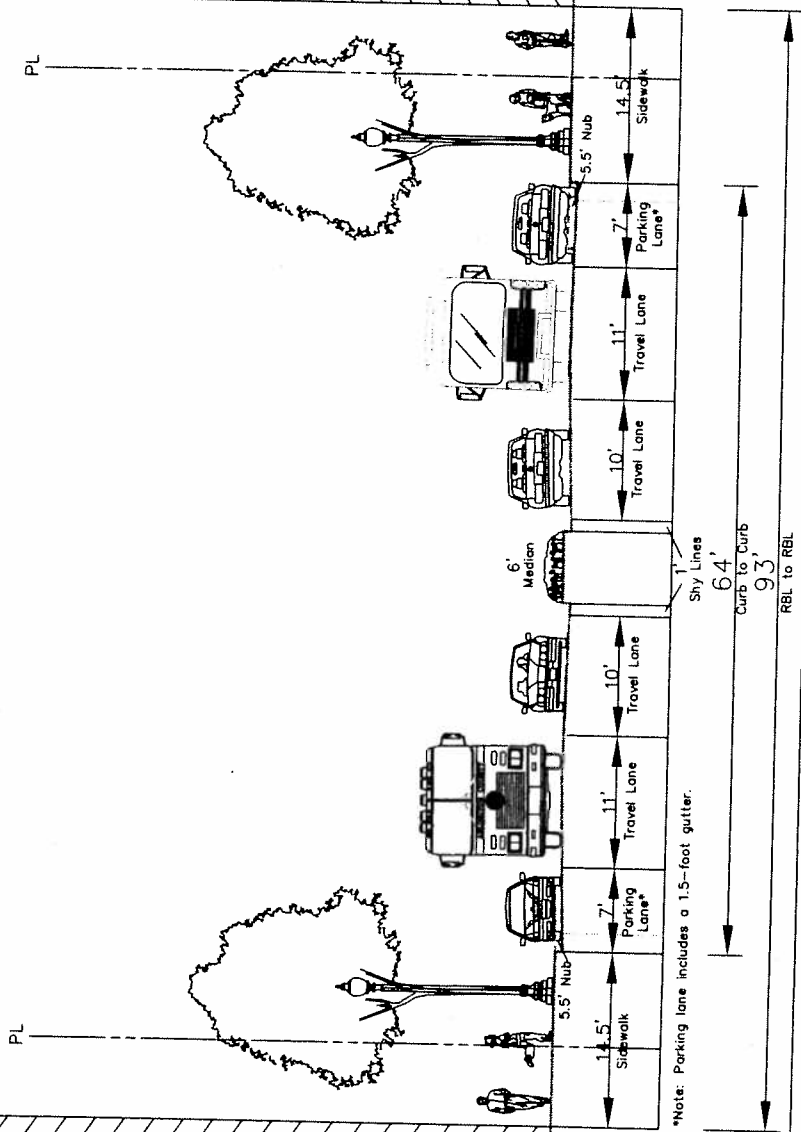 PL
PL
6'
Median
5.5' Nub
5.5' Nub
14.5'
Sidewalk
7'
Parking
Lane*
11'
Travel Lane
10'
Travel Lane
10'
Travel Lane
11'
Travel Lane
7'
Parking
Lane*
14.5'
Sidewalk
1'
Shy Lines
*Note: Parking lane includes a 1.5-foot gutter.
64'
Curb to Curb
93'
RBL to RBL